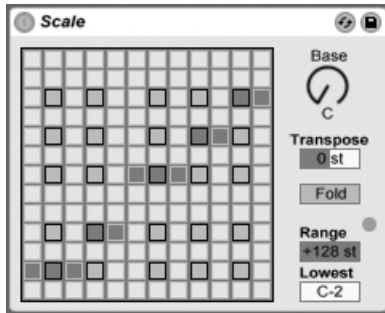 Scale
Base
C
Transpose
0 st
Fold
Range
+128 st
Lowest
C-2